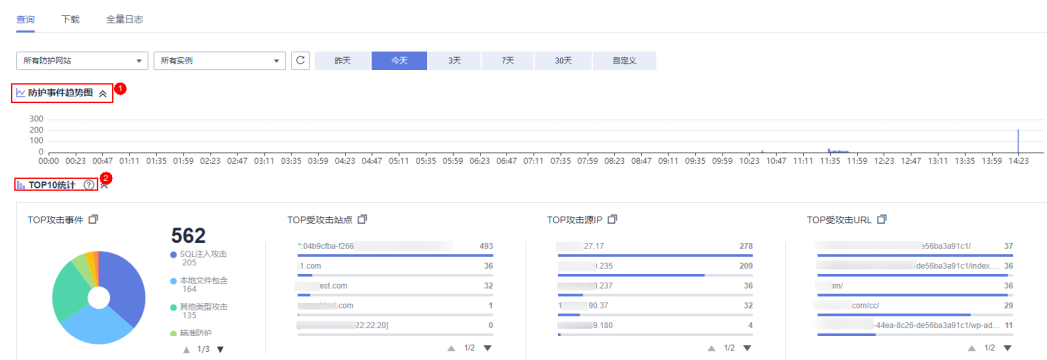 查询 下载 全量日志
所有防护网站 所有实例 昨天 今天 3天 7天 30天 自定义
防护事件趋势图 1
300
200
100
0
00:00 00:23 00:47 01:11 01:35 01:59 02:23 02:47 03:11 03:35 03:59 04:23 04:47 05:11 05:35 05:59 06:23 06:47 07:11 07:35 07:59 08:23 08:47 09:11 09:35 09:59 10:23 10:47 11:11 11:35 11:59 12:23 12:47 13:11 13:35 13:59 14:23
TOP10统计 2
TOP攻击事件
562
SQL注入攻击
205
本地文件包含
164
其他类型攻击
135
精准防护
1/3
TOP受攻击站点
*.04b9cfba-f266 493
.1.com 36
est.com 32
.com 1
22:22:20] 0
1/2
TOP攻击源IP
27.17 278
.235 209
.237 36
1 90.37 32
9.180 4
1/2
TOP受攻击URL
e56ba3a91c1/ 37
de56ba3a91c1/index.... 36
om/ 36
com/cc/ 29
-44ea-8c26-de56ba3a91c1/wp-ad... 11
1/2